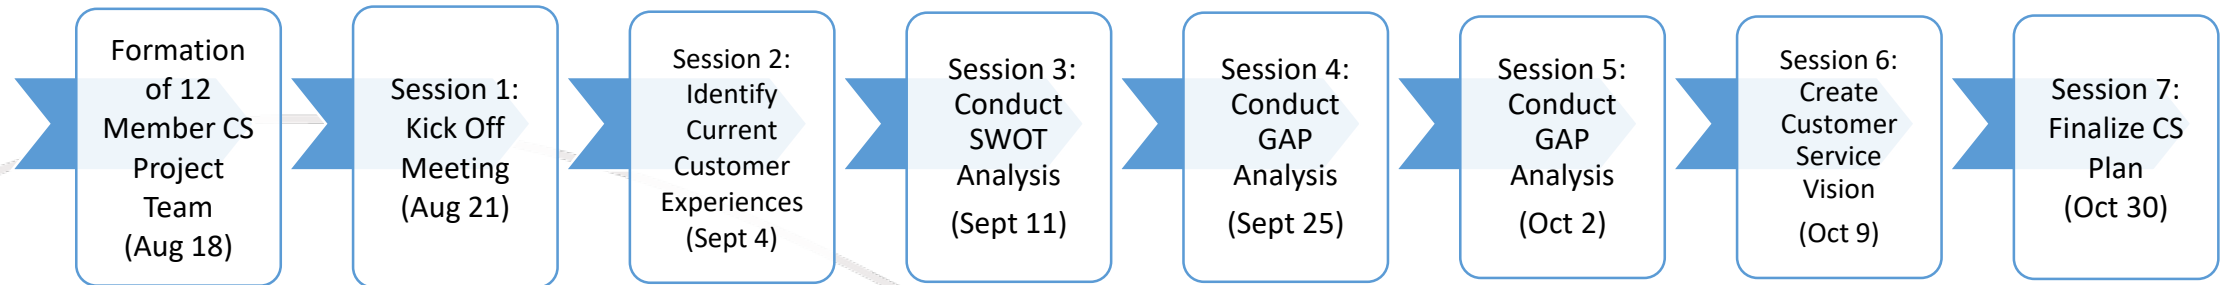 Formation
of 12
Member CS
Project
Team
(Aug 18)
Session 1:
Kick Off
Meeting
(Aug 21)
Session 2:
Identify
Current
Customer
Experiences
(Sept 4)
Session 3:
Conduct
SWOT
Analysis
(Sept 11)
Session 4:
Conduct
GAP
Analysis
(Sept 25)
Session 5:
Conduct
GAP
Analysis
(Oct 2)
Session 6:
Create
Customer
Service
Vision
(Oct 9)
Session 7:
Finalize CS
Plan
(Oct 30)